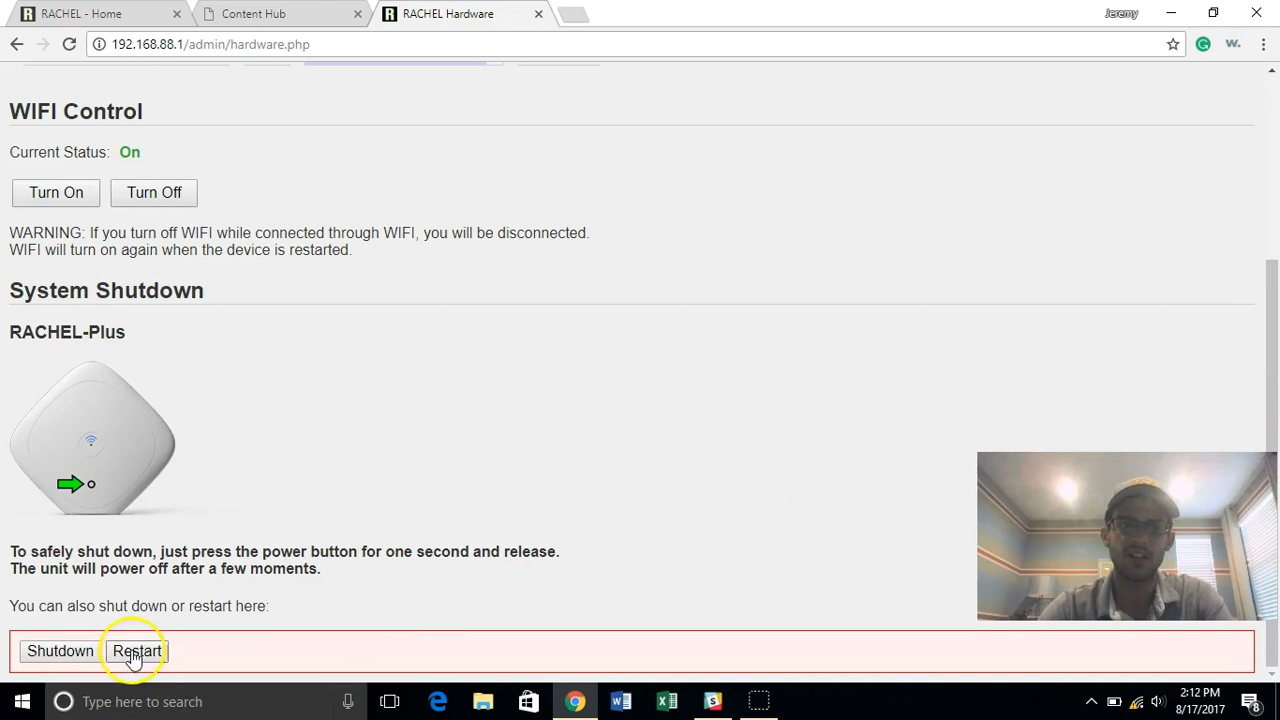 RACHEL - Home
Content Hub
RACHEL Hardware
Jeremy
192.168.88.1/admin/hardware.php
w.
WIFI Control
Current Status: On
Turn On
Turn Off
WARNING: If you turn off WIFI while connected through WIFI, you will be disconnected.
WIFI will turn on again when the device is restarted.
System Shutdown
RACHEL-Plus
To safely shut down, just press the power button for one second and release.
The unit will power off after a few moments.
You can also shut down or restart here:
Shutdown
Restart
Type here to search
2:12 PM
8/17/2017
8